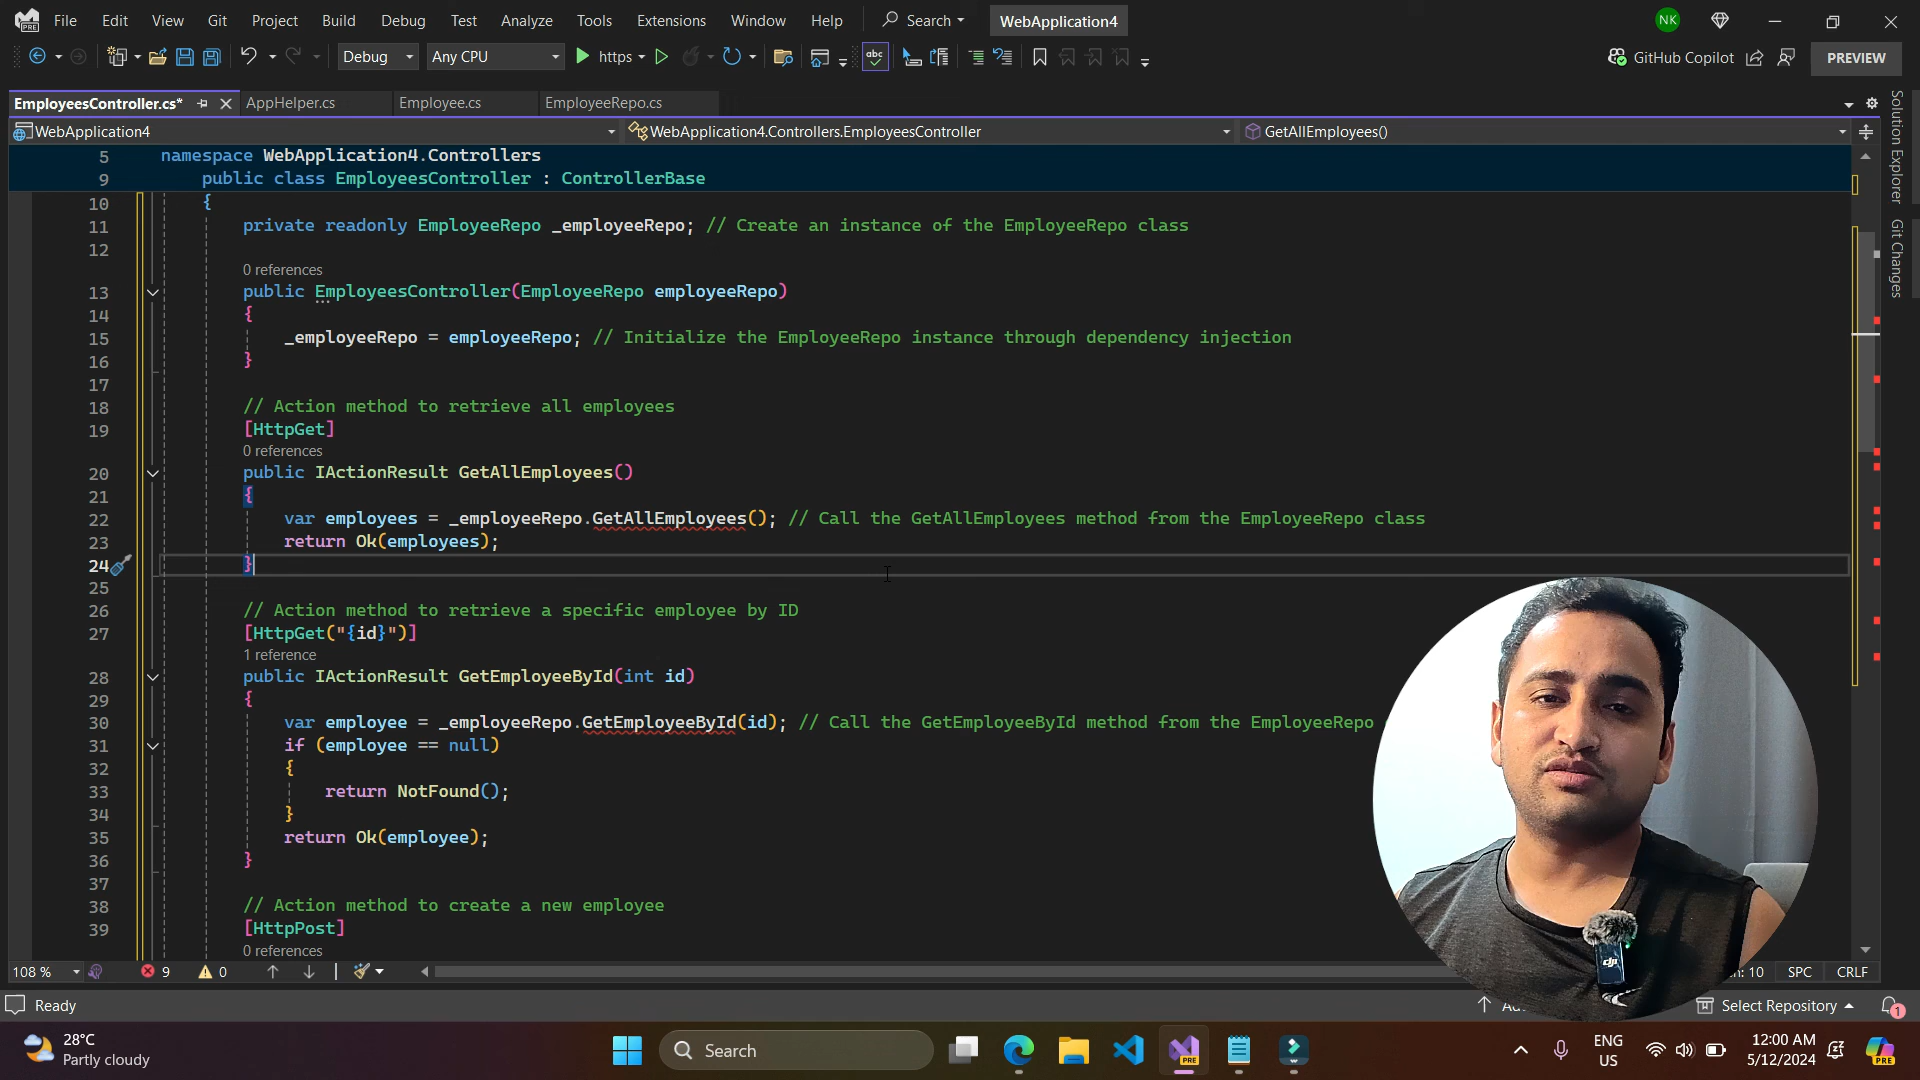 File Edit View Git Project Build Debug Test Analyze Tools Extensions Window Help Search WebApplication4 NK
Debug Any CPU https abc GitHub Copilot PREVIEW
EmployeesController.cs* AppHelper.cs Employee.cs EmployeeRepo.cs
WebApplication4 WebApplication4.Controllers.EmployeesController GetAllEmployees()
5 namespace WebApplication4.Controllers
9 public class EmployeesController : ControllerBase
10 {
11 private readonly EmployeeRepo _employeeRepo; // Create an instance of the EmployeeRepo class
12
0 references
13 public EmployeesController(EmployeeRepo employeeRepo)
14 {
15 _employeeRepo = employeeRepo; // Initialize the EmployeeRepo instance through dependency injection
16 }
17
18 // Action method to retrieve all employees
19 [HttpGet]
0 references
20 public IActionResult GetAllEmployees()
21 {
22 var employees = _employeeRepo.GetAllEmployees(); // Call the GetAllEmployees method from the EmployeeRepo class
23 return Ok(employees);
24 }
25
26 // Action method to retrieve a specific employee by ID
27 [HttpGet("{id}")]
1 reference
28 public IActionResult GetEmployeeById(int id)
29 {
30 var employee = _employeeRepo.GetEmployeeById(id); // Call the GetEmployeeById method from the EmployeeRepo
31 if (employee == null)
32 {
33 return NotFound();
34 }
35 return Ok(employee);
36 }
37
38 // Action method to create a new employee
39 [HttpPost]
0 references
Solution Explorer
Git Changes
dji
108 % 9 0 : 10 SPC CRLF
Ready Select Repository 1
28°C
Partly cloudy
Search
PRE
ENG
US
12:00 AM
5/12/2024
PRE